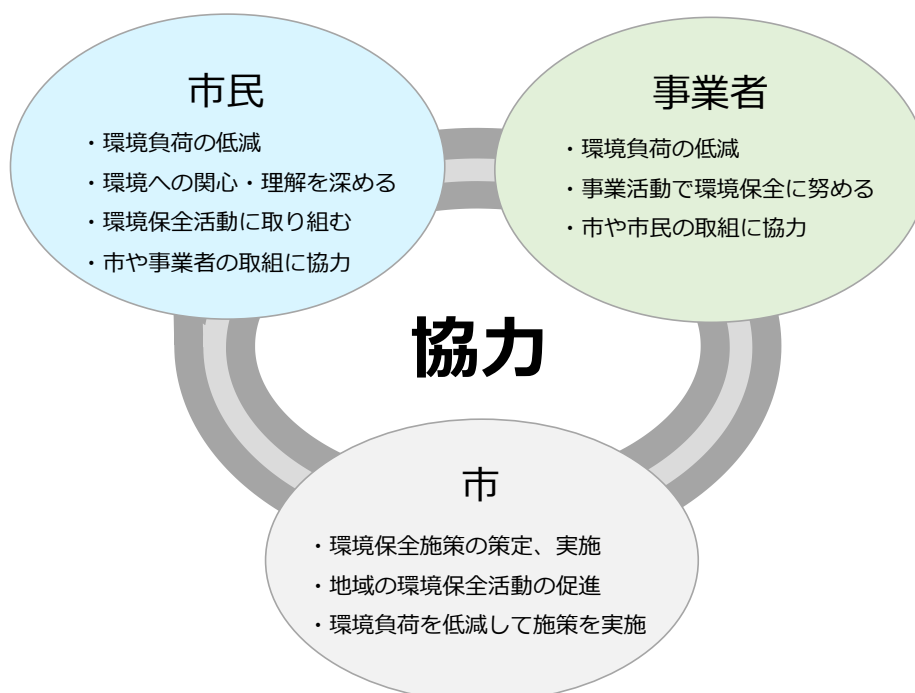 市民
・環境負荷の低減
・環境への関心・理解を深める
・環境保全活動に取り組む
・市や事業者の取組に協力
事業者
・環境負荷の低減
・事業活動で環境保全に努める
・市や市民の取組に協力
協力
市
・環境保全施策の策定、実施
・地域の環境保全活動の促進
・環境負荷を低減して施策を実施